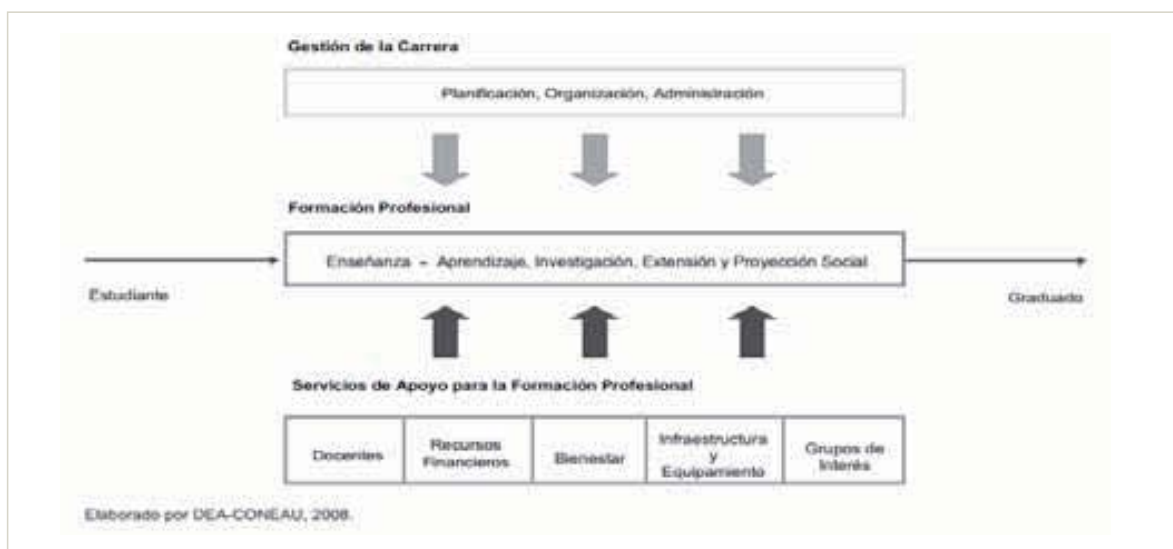 Gestión de la Carrera
Planificación, Organización, Administración
Formación Profesional
Enseñanza - Aprendizaje, Investigación, Extensión y Proyección Social
Estudiante
Graduado
Servicios de Apoyo para la Formación Profesional
Docentes
Recursos
Financieros
Bienestar
Infraestructura
y
Equipamiento
Grupos de
Interés
Elaborado por DEA-CONEAU, 2008.